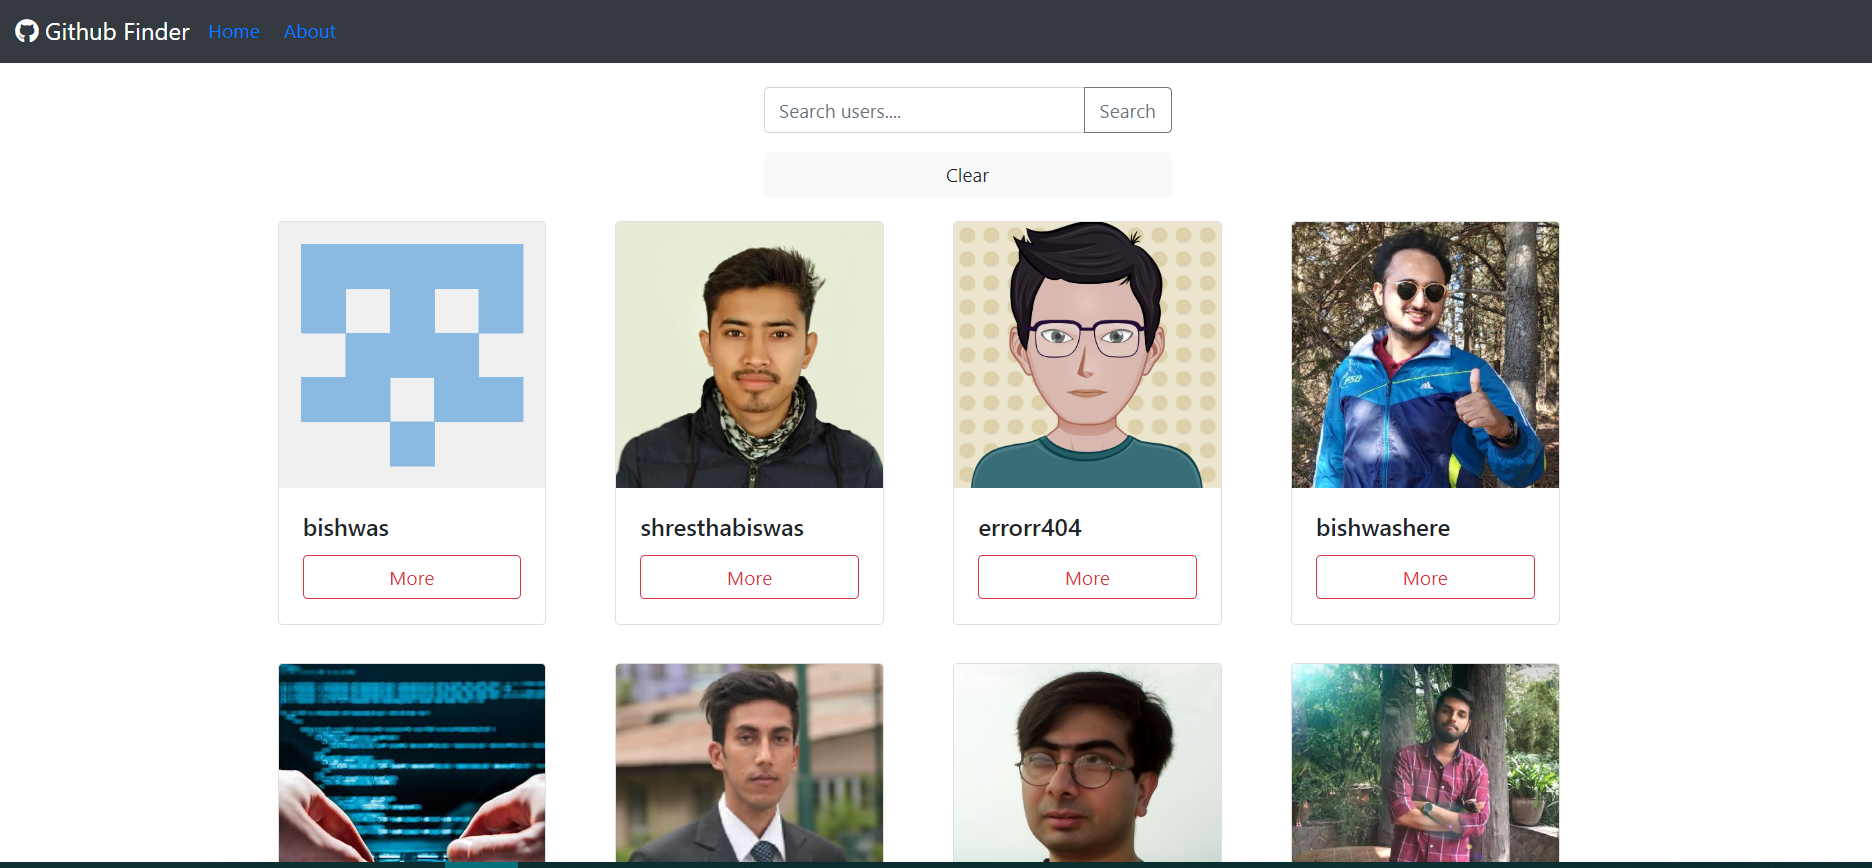 Github Finder Home About
Search users.... Search
Clear
bishwas
More
shresthabiswas
More
errorr404
More
bishwashere
More